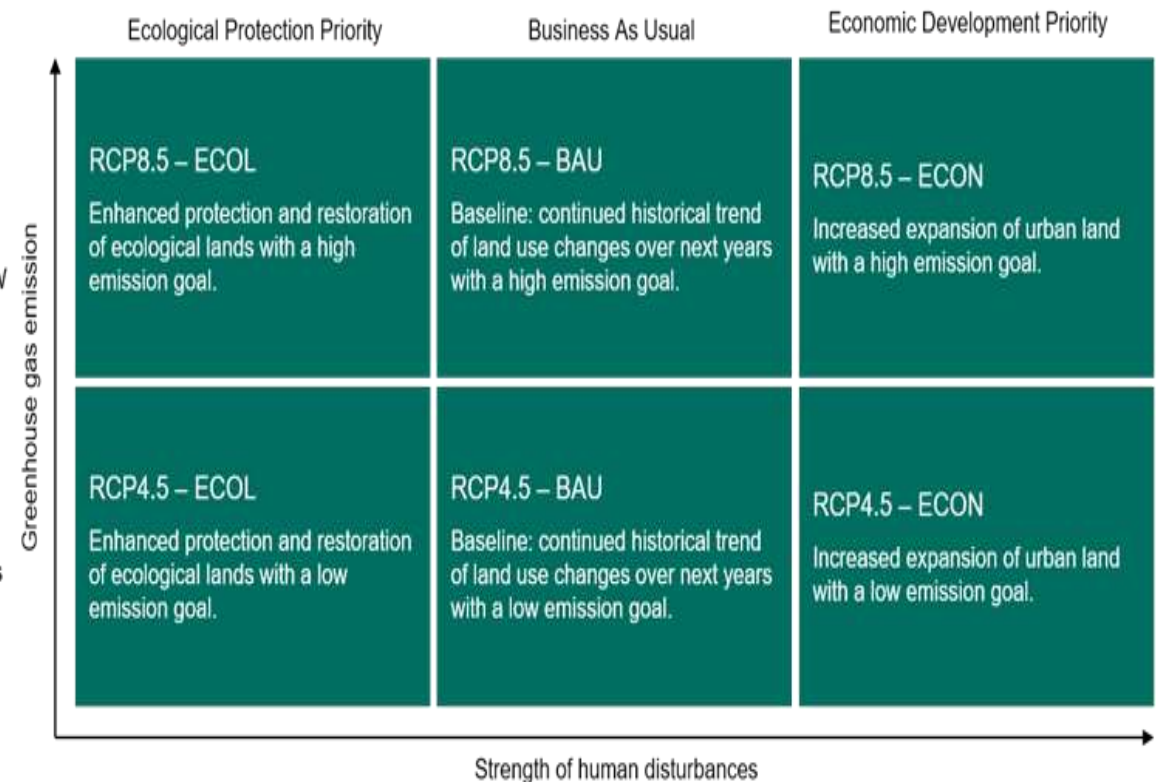 Ecological Protection Priority
Business As Usual
Economic Development Priority
Greenhouse gas emission
RCP8.5 – ECOL
Enhanced protection and restoration
of ecological lands with a high
emission goal.
RCP8.5 – BAU
Baseline: continued historical trend
of land use changes over next years
with a high emission goal.
RCP8.5 – ECON
Increased expansion of urban land
with a high emission goal.
RCP4.5 – ECOL
Enhanced protection and restoration
of ecological lands with a low
emission goal.
RCP4.5 – BAU
Baseline: continued historical trend
of land use changes over next years
with a low emission goal.
RCP4.5 – ECON
Increased expansion of urban land
with a low emission goal.
Strength of human disturbances